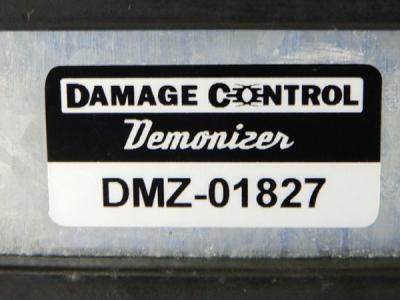 DAMAGE CONTROL
Demonizer
DMZ-01827